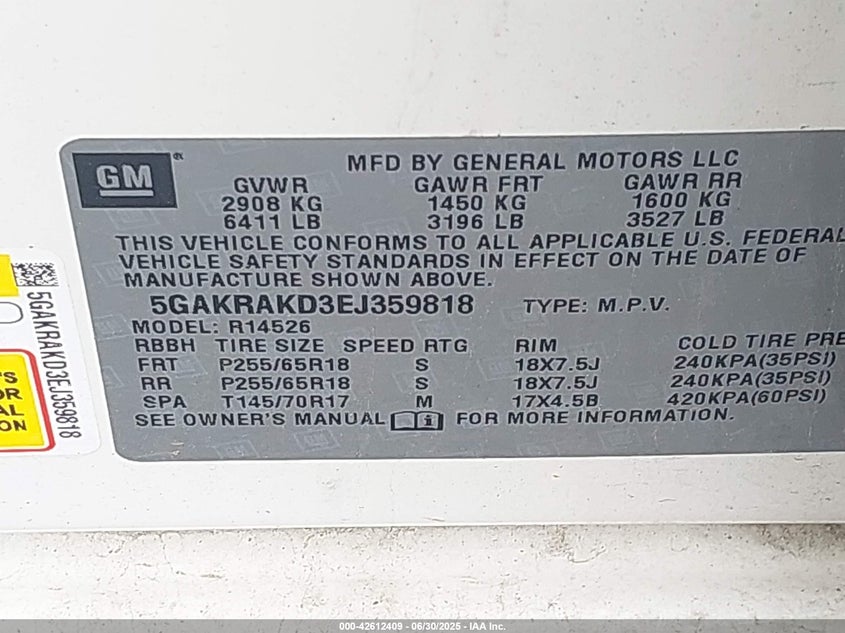 GM
MFD BY GENERAL MOTORS LLC
GVWR GAWR FRT GAWR RR
2908 KG 1450 KG 1600 KG
6411 LB 3196 LB 3527 LB
THIS VEHICLE CONFORMS TO ALL APPLICABLE U.S. FEDERAL
VEHICLE SAFETY STANDARDS IN EFFECT ON THE DATE OF
MANUFACTURE SHOWN ABOVE.
5GAKRAKD3EJ359818 TYPE: M.P.V.
MODEL: R14526
RBBH TIRE SIZE SPEED RTG RIM COLD TIRE PRE
FRT P255/65R18 S 18X7.5J 240KPA(35PSI)
RR P255/65R18 S 18X7.5J 240KPA(35PSI)
SPA T145/70R17 M 17X4.5B 420KPA(60PSI)
SEE OWNER'S MANUAL i FOR MORE INFORMATION.
5GAKRAKD3EJ359818
'S
OR
AL
ON
000-42612409 - 06/30/2025 - IAA Inc.